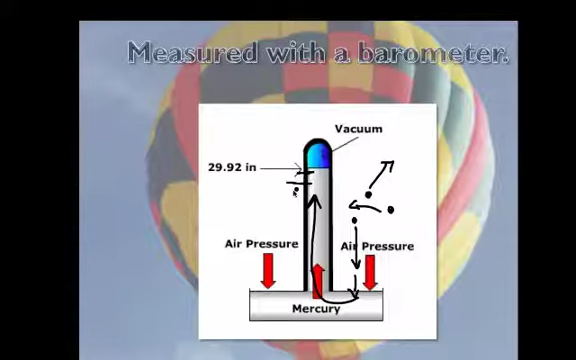 Measured with a barometer.
Vacuum
29.92 in
Air Pressure
Air Pressure
Mercury